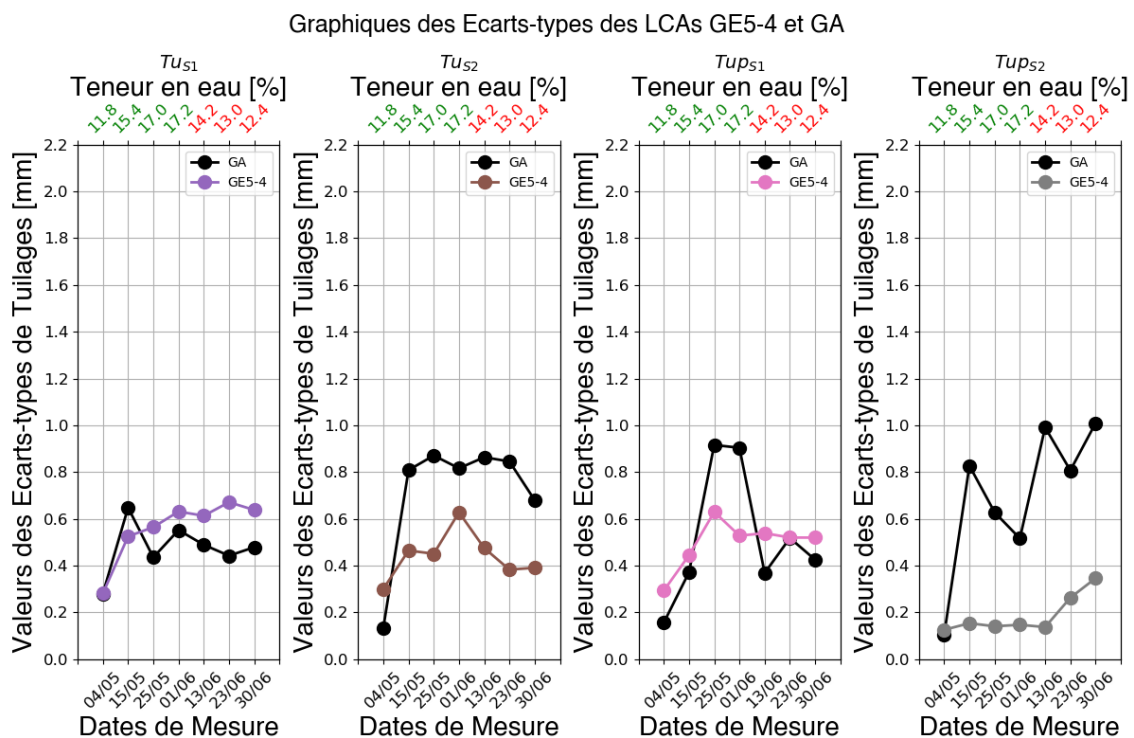 Graphiques des Ecarts-types des LCAs GE5-4 et GA
Tu_S1
Teneur en eau [%]
11.8 15.4 17.0 17.2 14.2 13.0 12.4
Valeurs des Ecarts-types de Tuilages [mm]
2.2
2.0
1.8
1.6
1.4
1.2
1.0
0.8
0.6
0.4
0.2
0.0
GA
GE5-4
04/05 15/05 25/05 01/06 13/06 23/06 30/06
Dates de Mesure
Tu_S2
Teneur en eau [%]
11.8 15.4 17.0 17.2 14.2 13.0 12.4
Valeurs des Ecarts-types de Tuilages [mm]
2.2
2.0
1.8
1.6
1.4
1.2
1.0
0.8
0.6
0.4
0.2
0.0
GA
GE5-4
04/05 15/05 25/05 01/06 13/06 23/06 30/06
Dates de Mesure
Tup_S1
Teneur en eau [%]
11.8 15.4 17.0 17.2 14.2 13.0 12.4
Valeurs des Ecarts-types de Tuilages [mm]
2.2
2.0
1.8
1.6
1.4
1.2
1.0
0.8
0.6
0.4
0.2
0.0
GA
GE5-4
04/05 15/05 25/05 01/06 13/06 23/06 30/06
Dates de Mesure
Tup_S2
Teneur en eau [%]
11.8 15.4 17.0 17.2 14.2 13.0 12.4
Valeurs des Ecarts-types de Tuilages [mm]
2.2
2.0
1.8
1.6
1.4
1.2
1.0
0.8
0.6
0.4
0.2
0.0
GA
GE5-4
04/05 15/05 25/05 01/06 13/06 23/06 30/06
Dates de Mesure